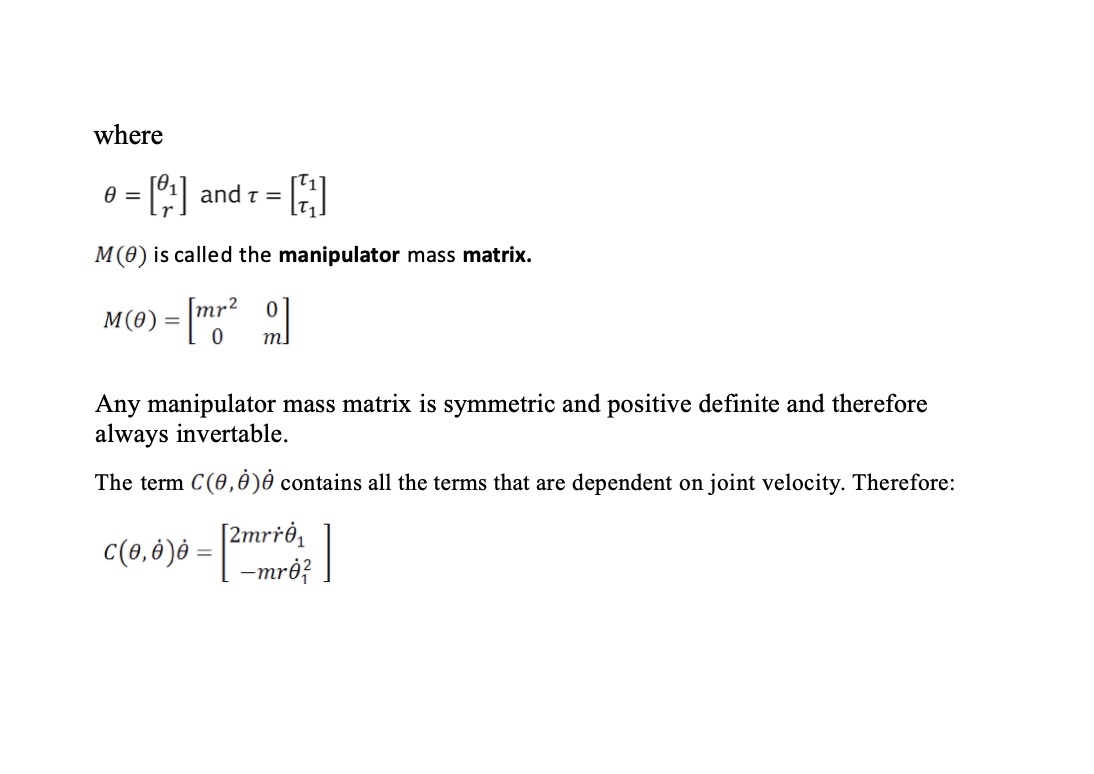 where
θ = [θ₁ r] and τ = [τ₁ τ₁]
M(θ) is called the manipulator mass matrix.
M(θ) = [mr² 0 0 m]
Any manipulator mass matrix is symmetric and positive definite and therefore
always invertable.
The term C(θ,θ̇)θ̇ contains all the terms that are dependent on joint velocity. Therefore:
C(θ,θ̇)θ̇ = [2mrṙθ̇₁ −mrθ̇₁²]